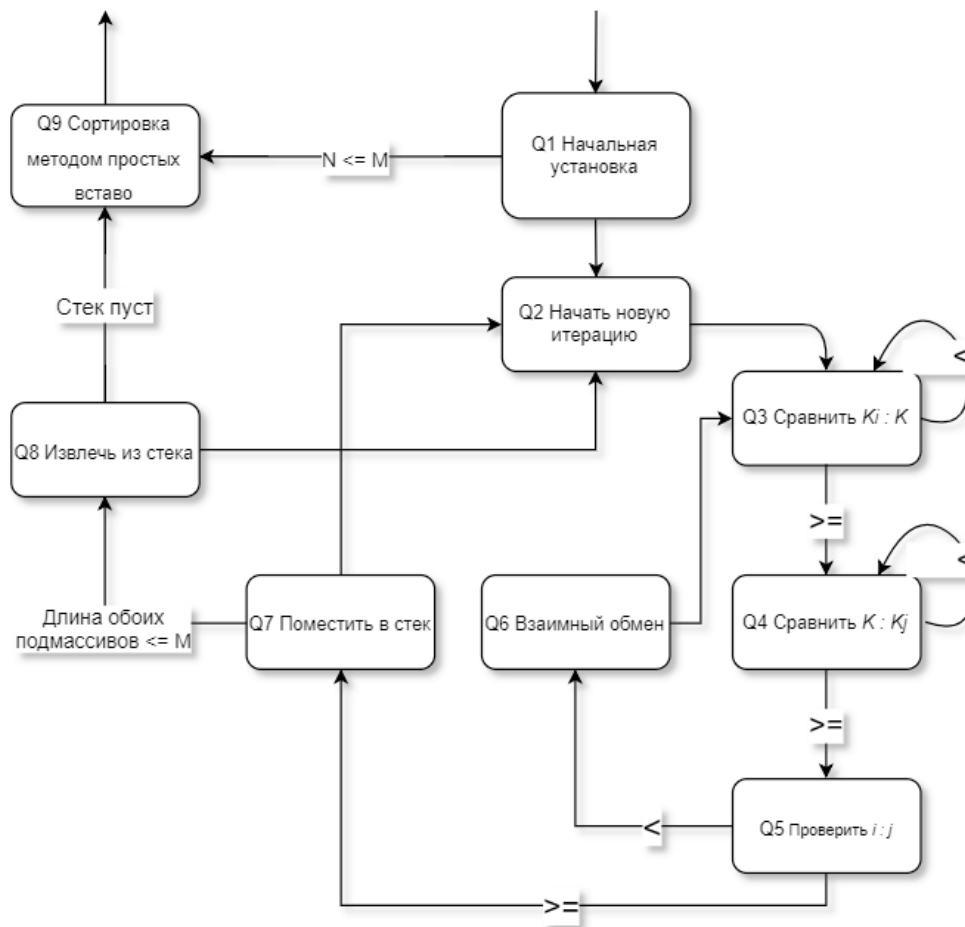 Q9 Сортировка
методом простых
вставо
N <= M
Q1 Начальная
установка
Стек пуст
Q2 Начать новую
итерацию
<
Q3 Сравнить Ki : K
Q8 Извлечь из стека
>=
<
Длина обоих
подмассивов <= M
Q7 Поместить в стек
Q6 Взаимный обмен
Q4 Сравнить K : Kj
>=
<
Q5 Проверить i : j
>=